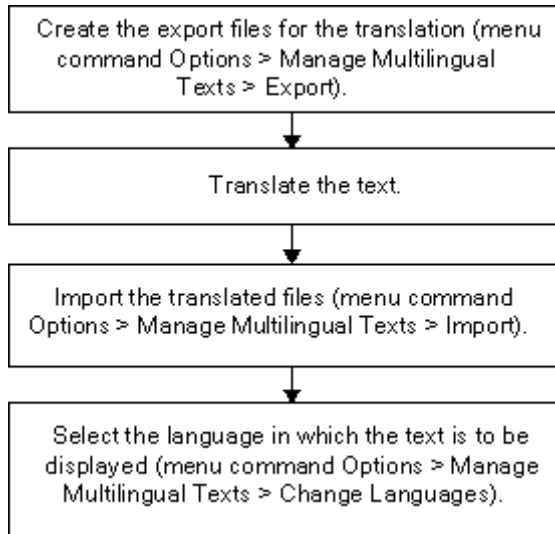 Create the export files for the translation (menu
command Options > Manage Multilingual
Texts > Export).
Translate the text.
Import the translated files (menu command
Options > Manage Multilingual Texts > Import).
Select the language in which the text is to be
displayed (menu command Options > Manage
Multilingual Texts > Change Languages).